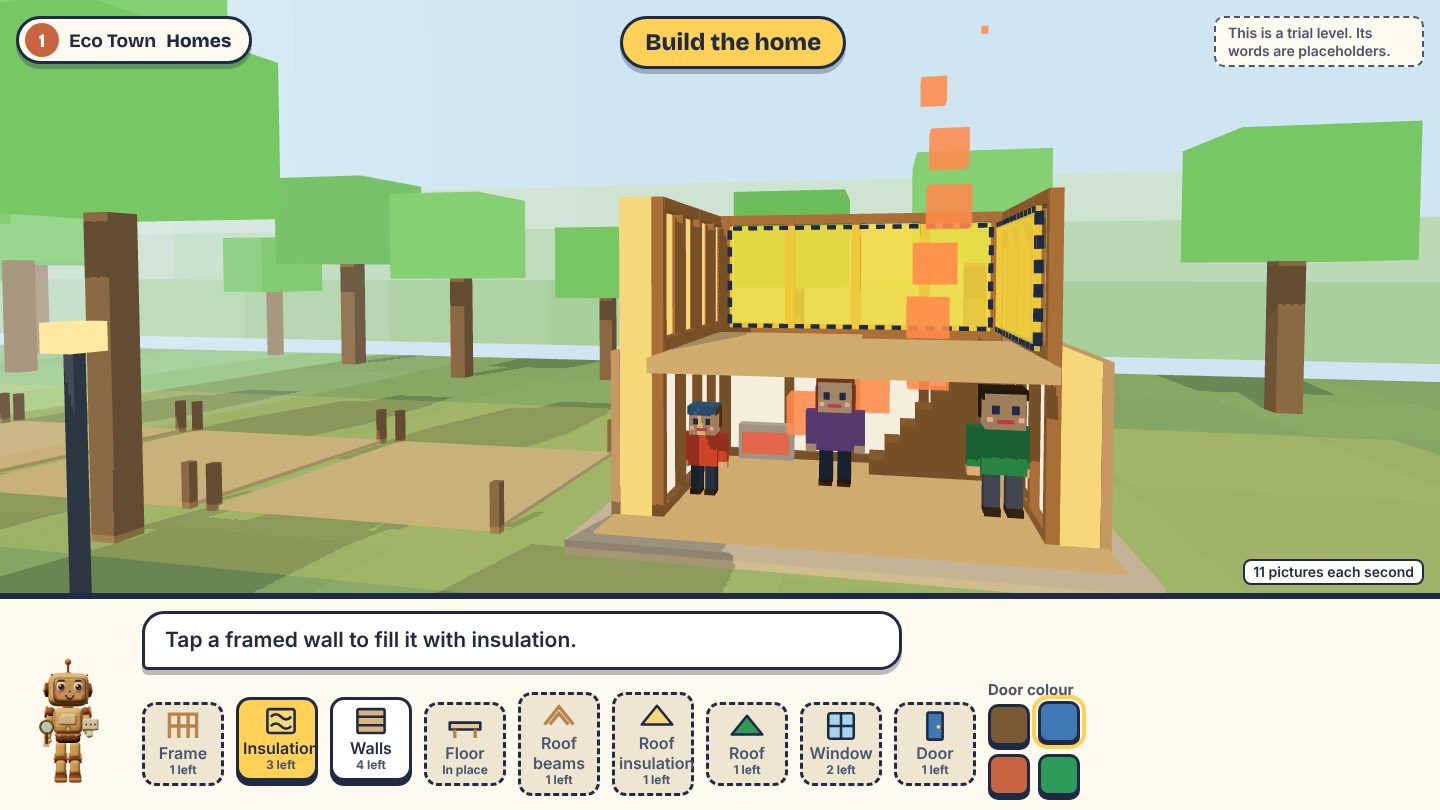 1 Eco Town Homes
Build the home
This is a trial level. Its
words are placeholders.
11 pictures each second
Tap a framed wall to fill it with insulation.
Frame
1 left
Insulation
3 left
Walls
4 left
Floor
In place
Roof
beams
1 left
Roof
insulation
1 left
Roof
1 left
Window
2 left
Door
1 left
Door colour